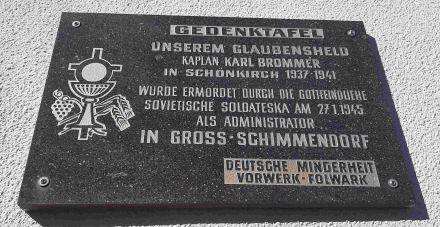 GEDENKTAFEL
UNSEREM GLAUBENSHELD
KAPLAN KARL BROMMER
IN SCHÖNKIRCH 1937-1941
WURDE ERMORDET DURCH DIE
SOVIETISCHE SOLDATESKA AM 27.1.1945
ALS ADMINISTRATOR
IN GROSS-SCHIMMENDORF
DEUTSCHE MINDERHEIT
VORWERK-FOLWARK